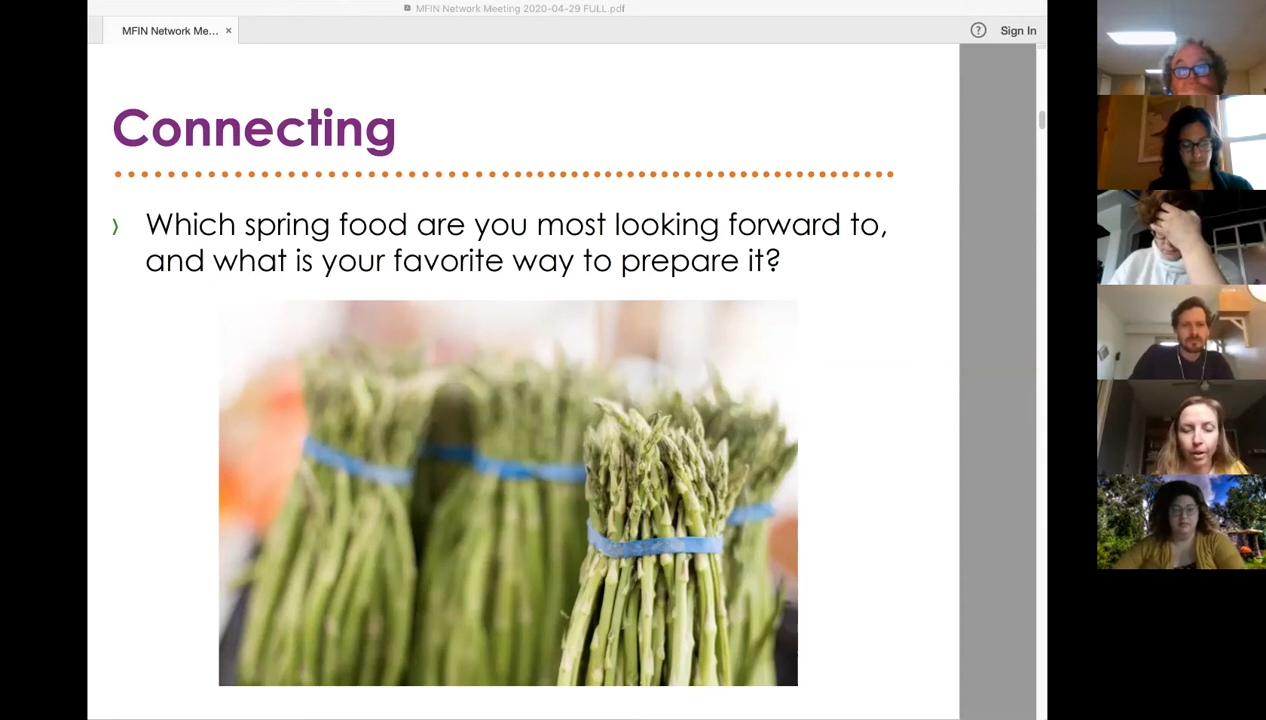 MFIN Network Meeting 2020-04-29 FULL.pdf
MFIN Network Me... ×
? Sign In
Connecting
Which spring food are you most looking forward to,
and what is your favorite way to prepare it?